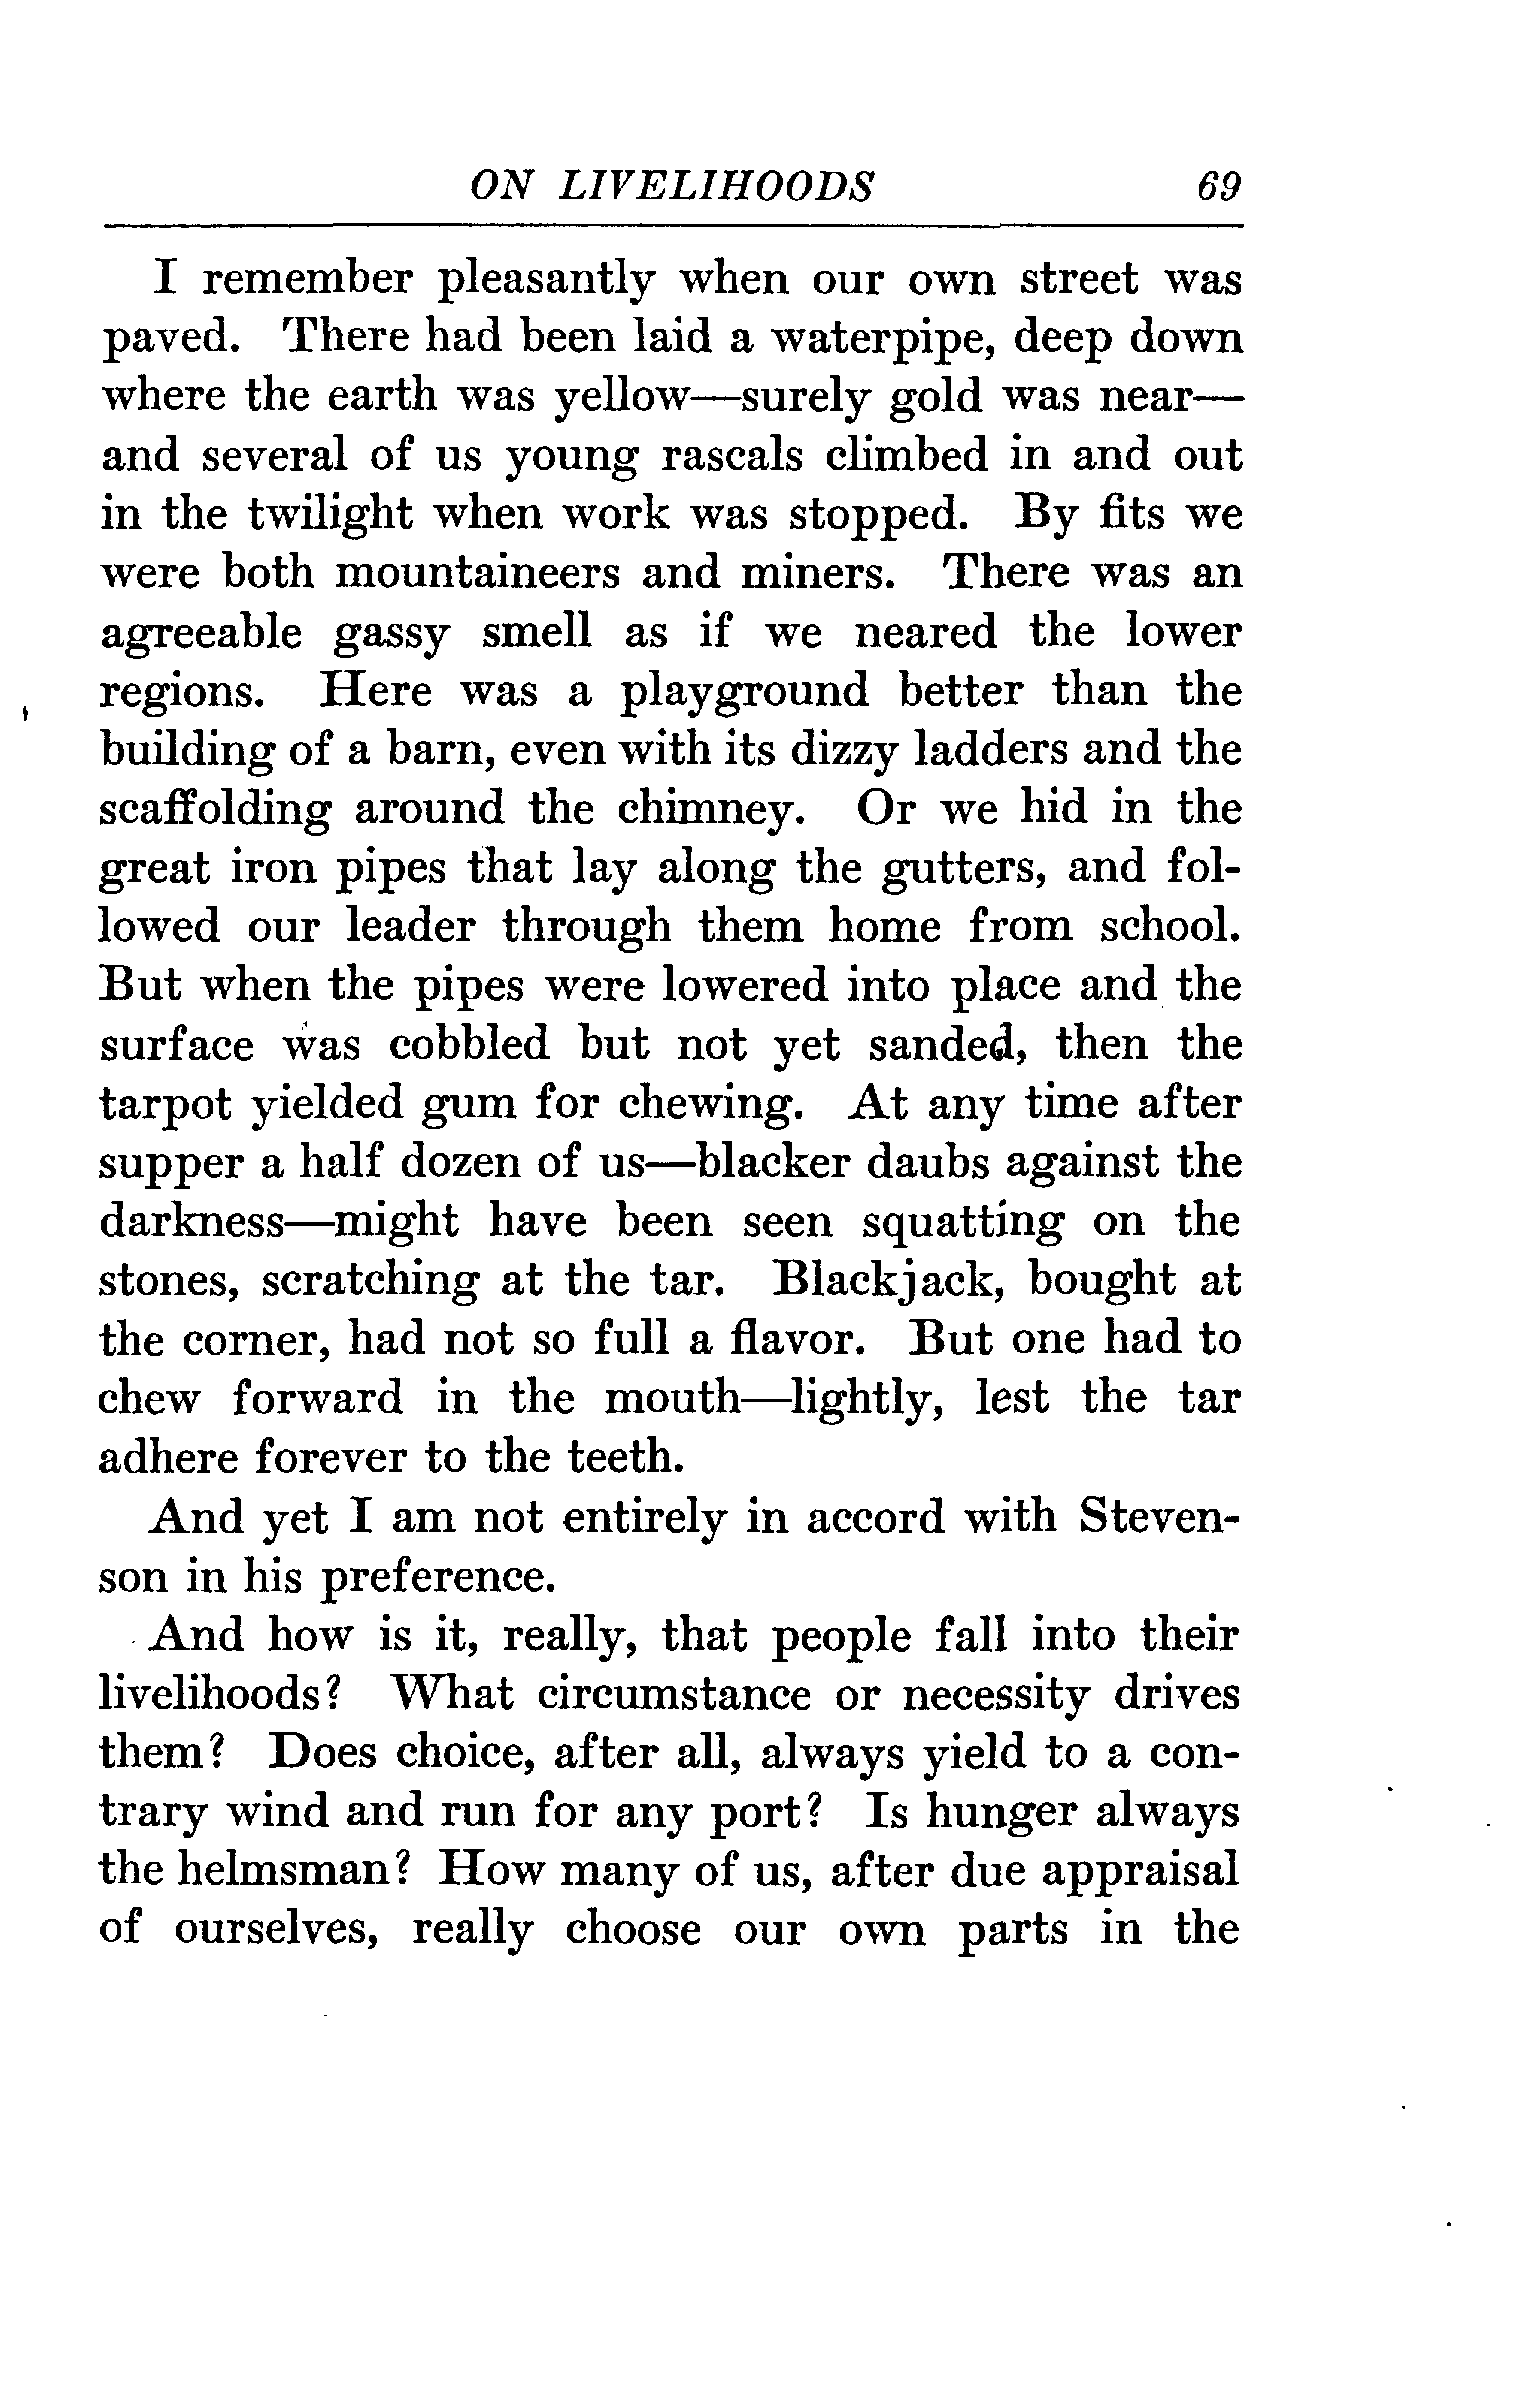 ON LIVELIHOODS 69
I remember pleasantly when our own street was
paved. There had been laid a waterpipe, deep down
where the earth was yellow—surely gold was near—
and several of us young rascals climbed in and out
in the twilight when work was stopped. By fits we
were both mountaineers and miners. There was an
agreeable gassy smell as if we neared the lower
regions. Here was a playground better than the
building of a barn, even with its dizzy ladders and the
scaffolding around the chimney. Or we hid in the
great iron pipes that lay along the gutters, and fol-
lowed our leader through them home from school.
But when the pipes were lowered into place and the
surface was cobbled but not yet sanded, then the
tarpot yielded gum for chewing. At any time after
supper a half dozen of us—blacker daubs against the
darkness—might have been seen squatting on the
stones, scratching at the tar. Blackjack, bought at
the corner, had not so full a flavor. But one had to
chew forward in the mouth—lightly, lest the tar
adhere forever to the teeth.
And yet I am not entirely in accord with Steven-
son in his preference.
And how is it, really, that people fall into their
livelihoods? What circumstance or necessity drives
them? Does choice, after all, always yield to a con-
trary wind and run for any port? Is hunger always
the helmsman? How many of us, after due appraisal
of ourselves, really choose our own parts in the